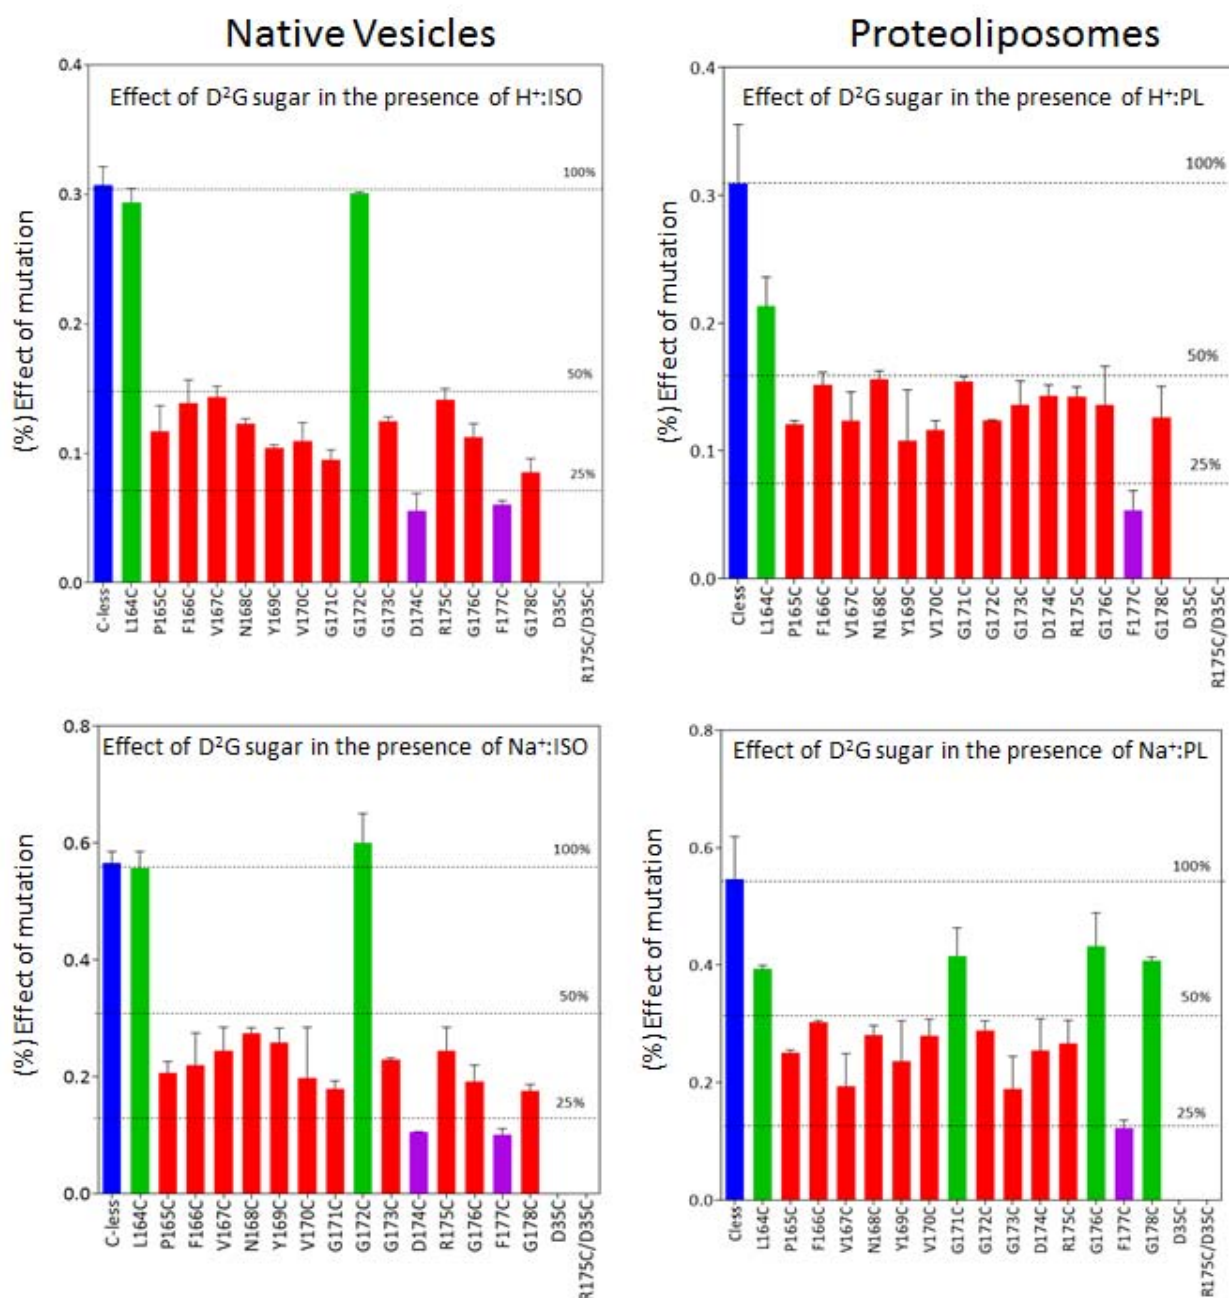 Native Vesicles
Proteoliposomes
(%) Effect of mutation
Effect of D²G sugar in the presence of H⁺:ISO
0.4
0.3
0.2
0.1
0.0
100%
50%
25%
C-less
L164C
P165C
F166C
V167C
N168C
Y169C
V170C
G171C
G172C
G173C
D174C
R175C
G176C
F177C
G178C
D35C
R175C/D35C
(%) Effect of mutation
Effect of D²G sugar in the presence of H⁺:PL
0.4
0.3
0.2
0.1
0.0
100%
50%
25%
Cless
L164C
P165C
F166C
V167C
N168C
Y169C
V170C
G171C
G172C
G173C
D174C
R175C
G176C
F177C
G178C
D35C
R175C/D35C
(%) Effect of mutation
Effect of D²G sugar in the presence of Na⁺:ISO
0.8
0.6
0.4
0.2
0.0
100%
50%
25%
C-less
L164C
P165C
F166C
V167C
N168C
Y169C
V170C
G171C
G172C
G173C
D174C
R175C
G176C
F177C
G178C
D35C
R175C/D35C
(%) Effect of mutation
Effect of D²G sugar in the presence of Na⁺:PL
0.8
0.6
0.4
0.2
0.0
100%
50%
25%
Cless
L164C
P165C
F166C
V167C
N168C
Y169C
V170C
G171C
G172C
G173C
D174C
R175C
G176C
F177C
G178C
D35C
R175C/D35C